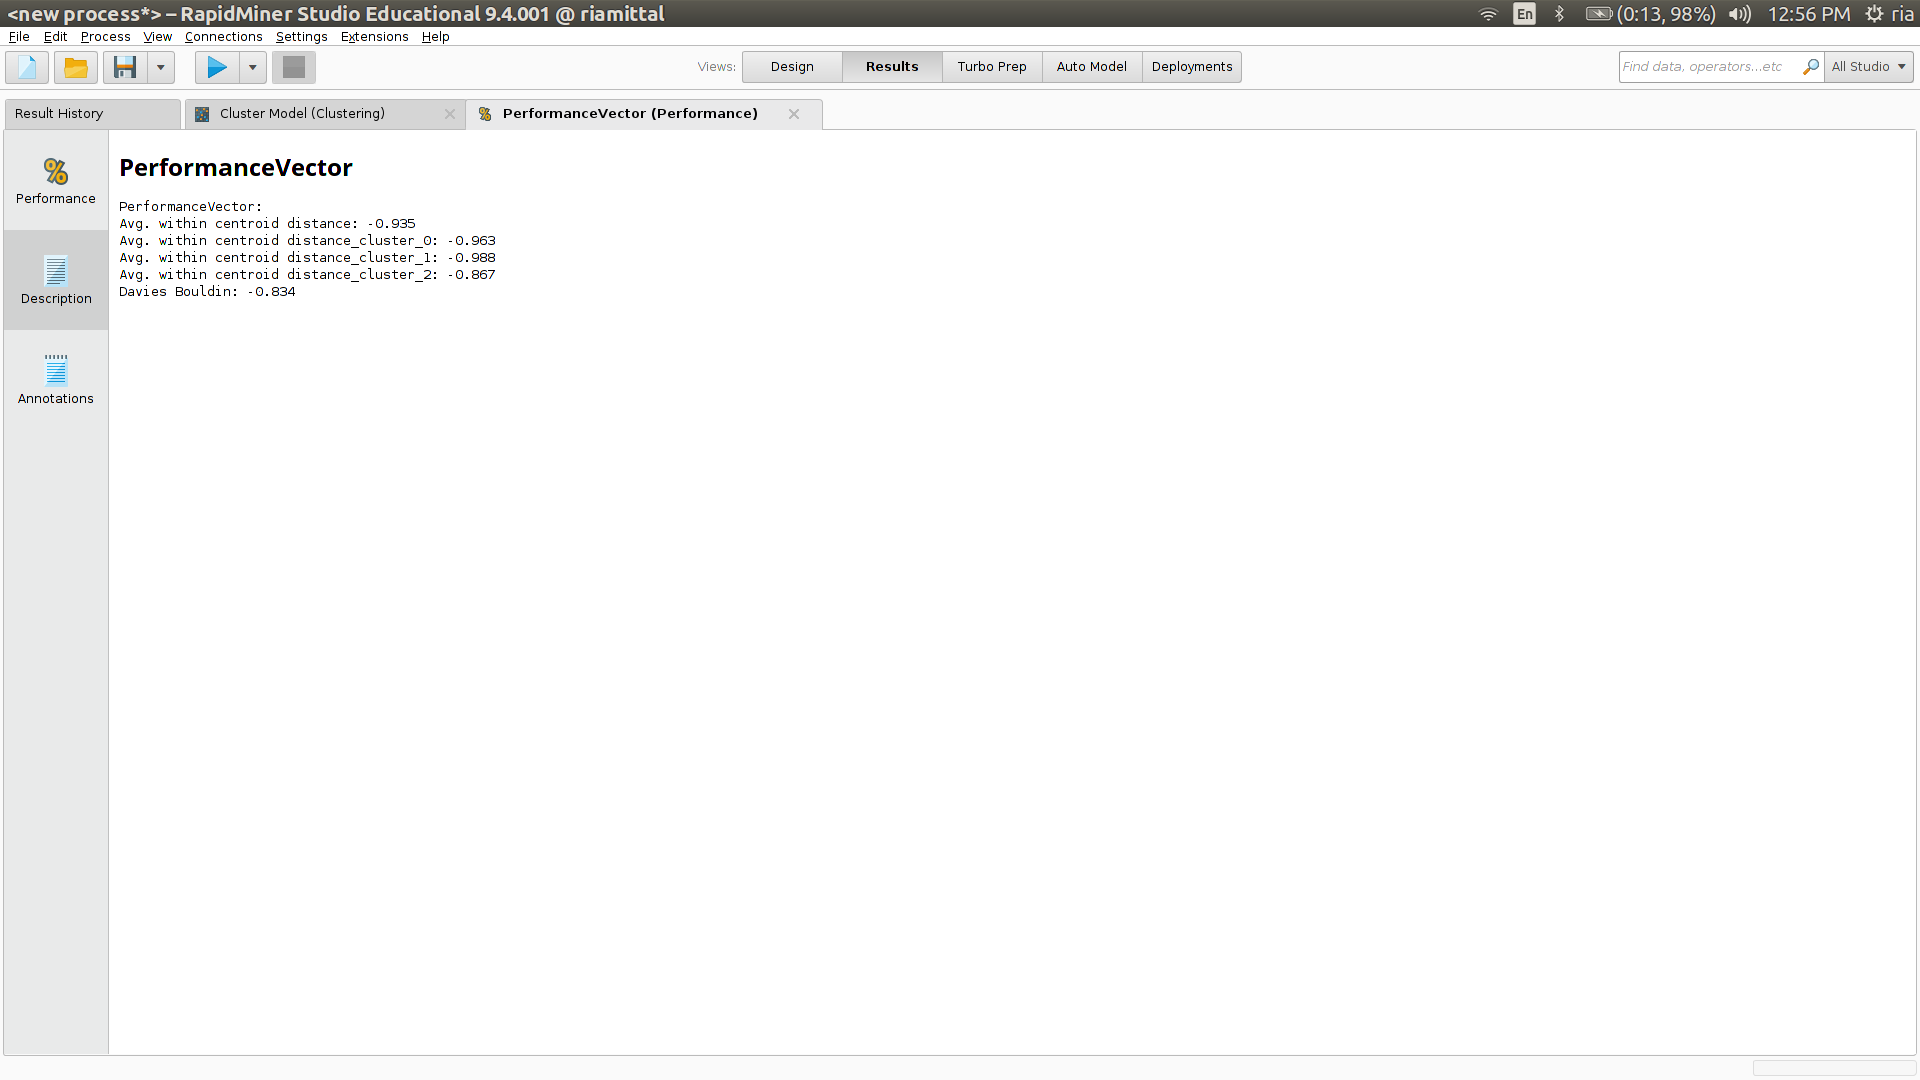 <new process*> – RapidMiner Studio Educational 9.4.001 @ riamittal
En
(0:13, 98%)
12:56 PM
ria
File Edit Process View Connections Settings Extensions Help
Views:
Design
Results
Turbo Prep
Auto Model
Deployments
Find data, operators...etc
All Studio
Result History
Cluster Model (Clustering)
PerformanceVector (Performance)
%
Performance
Description
Annotations
PerformanceVector
PerformanceVector:
Avg. within centroid distance: -0.935
Avg. within centroid distance_cluster_0: -0.963
Avg. within centroid distance_cluster_1: -0.988
Avg. within centroid distance_cluster_2: -0.867
Davies Bouldin: -0.834